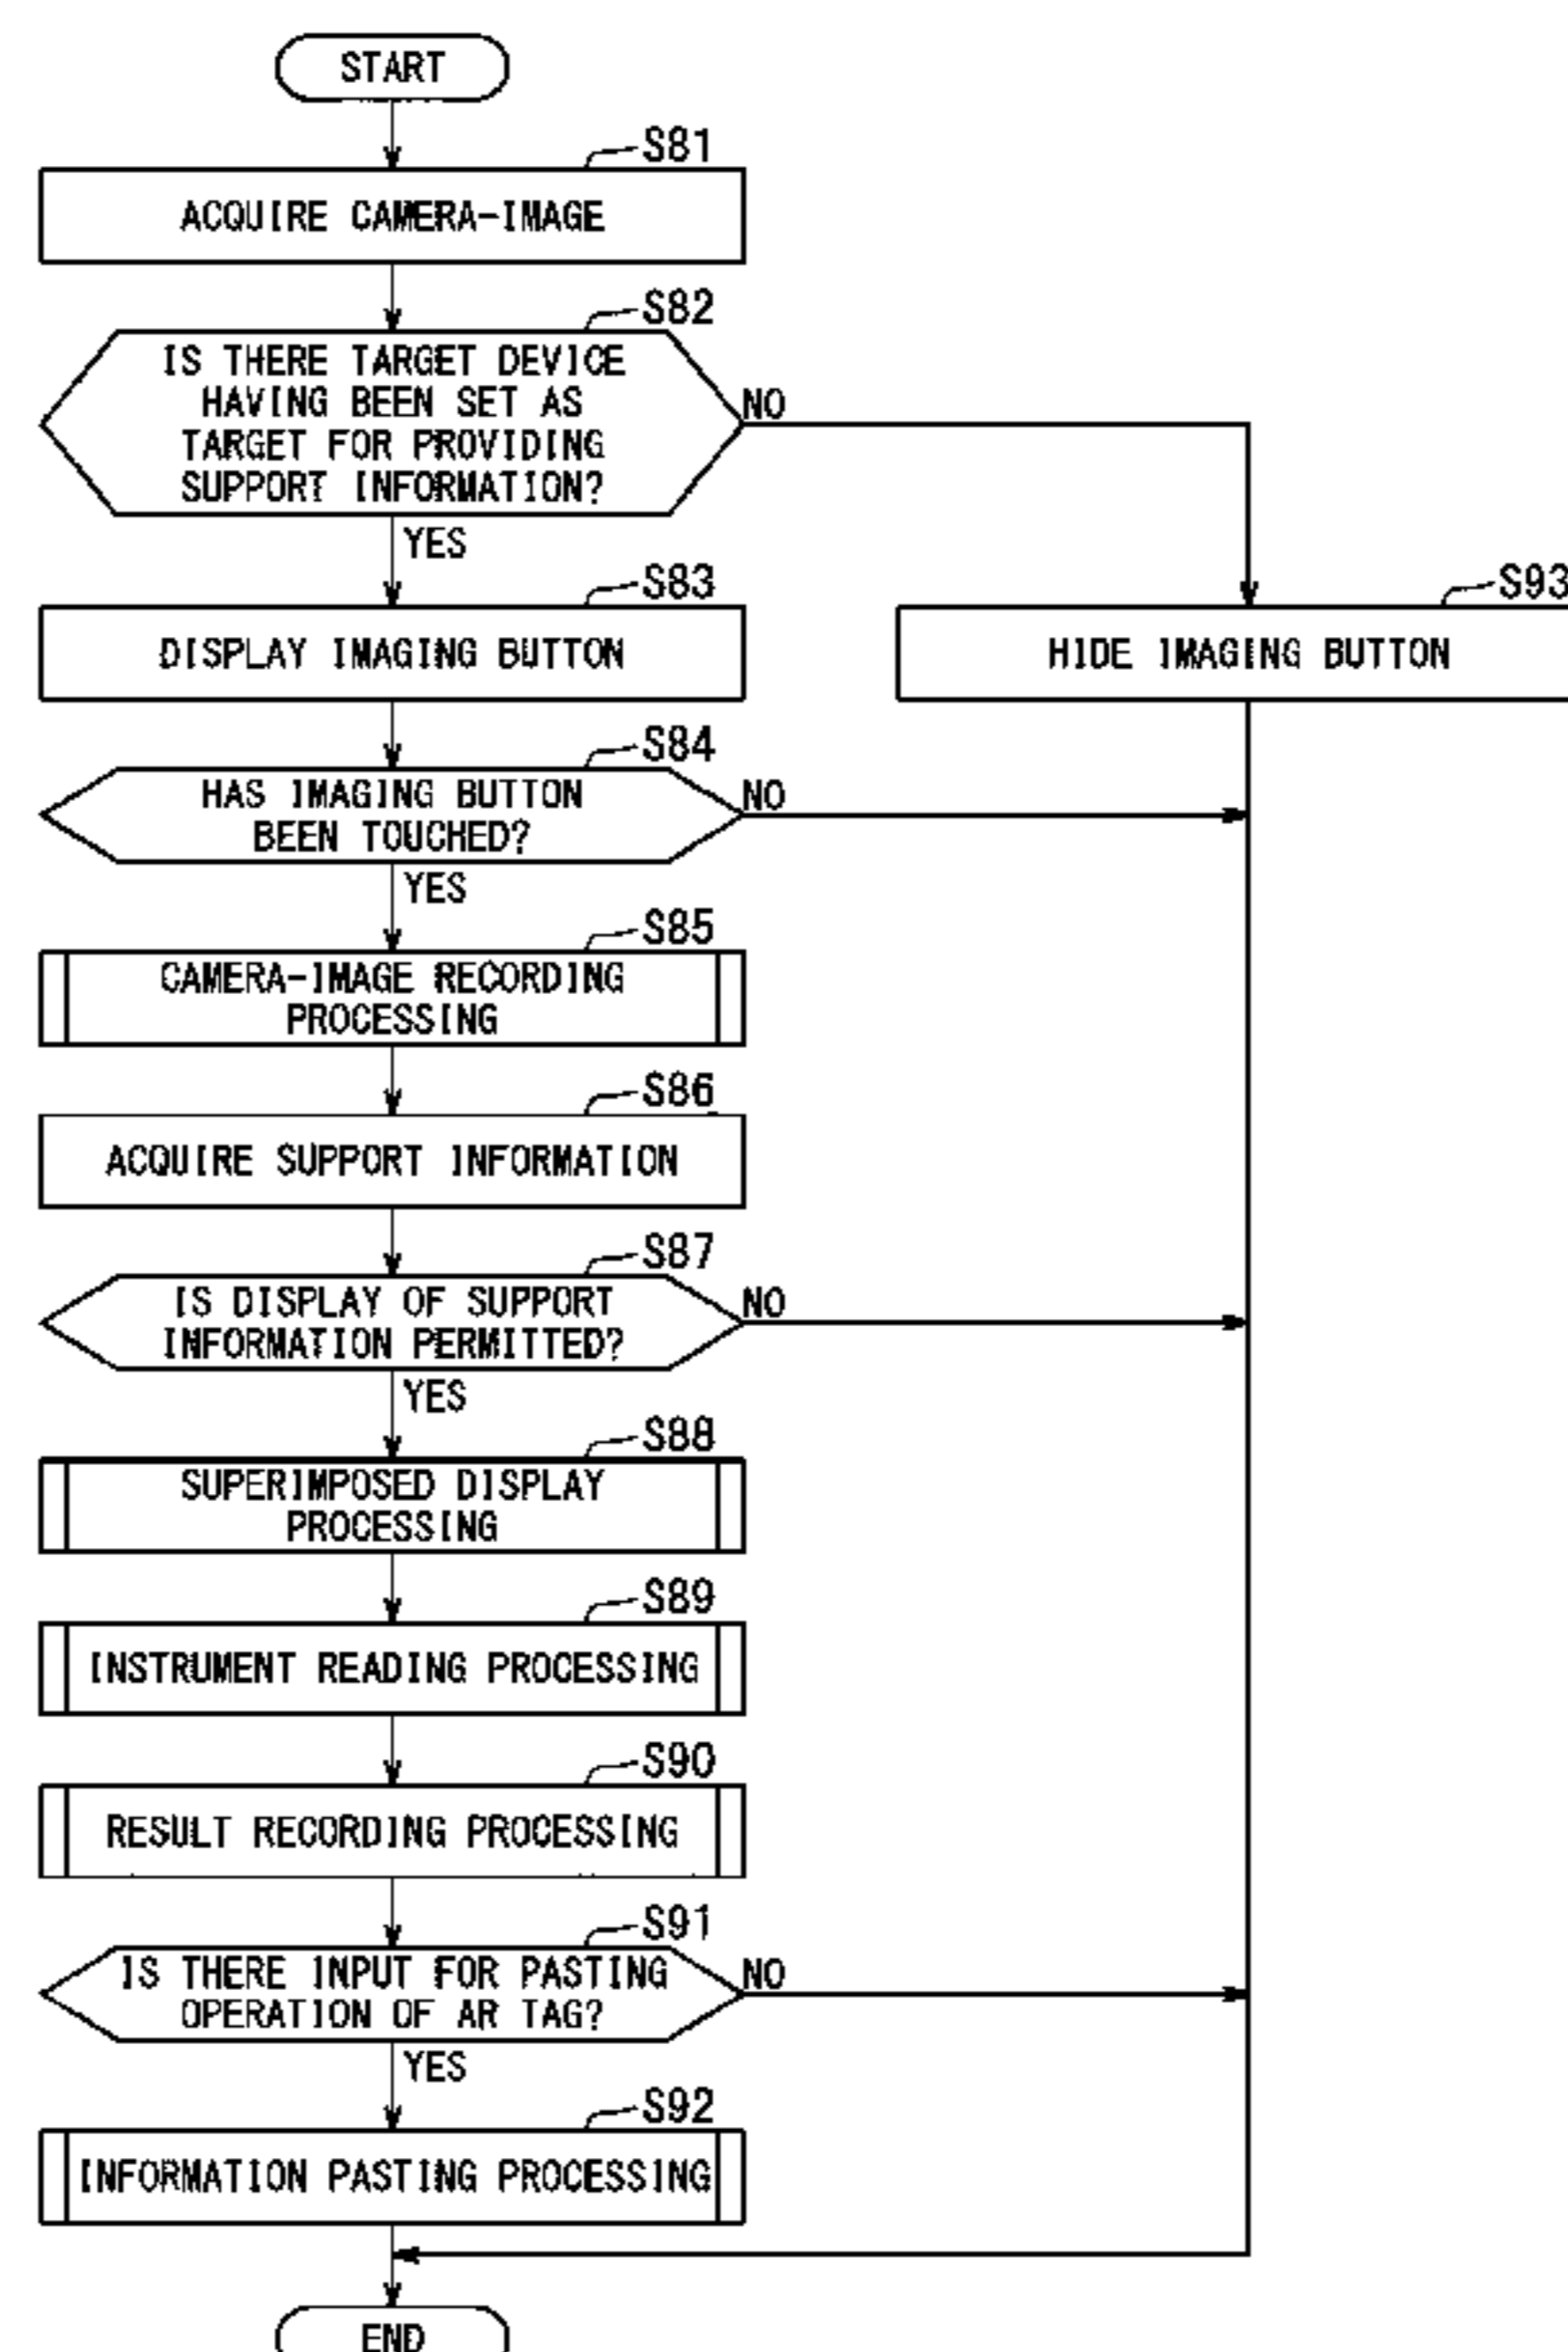 START
S81
ACQUIRE CAMERA-IMAGE
S82
IS THERE TARGET DEVICE
HAVING BEEN SET AS
TARGET FOR PROVIDING
SUPPORT INFORMATION?
NO
YES
S83
DISPLAY IMAGING BUTTON
S93
HIDE IMAGING BUTTON
S84
HAS IMAGING BUTTON
BEEN TOUCHED?
NO
YES
S85
CAMERA-IMAGE RECORDING
PROCESSING
S86
ACQUIRE SUPPORT INFORMATION
S87
IS DISPLAY OF SUPPORT
INFORMATION PERMITTED?
NO
YES
S88
SUPERIMPOSED DISPLAY
PROCESSING
S89
INSTRUMENT READING PROCESSING
S90
RESULT RECORDING PROCESSING
S91
IS THERE INPUT FOR PASTING
OPERATION OF AR TAG?
NO
YES
S92
INFORMATION PASTING PROCESSING
END